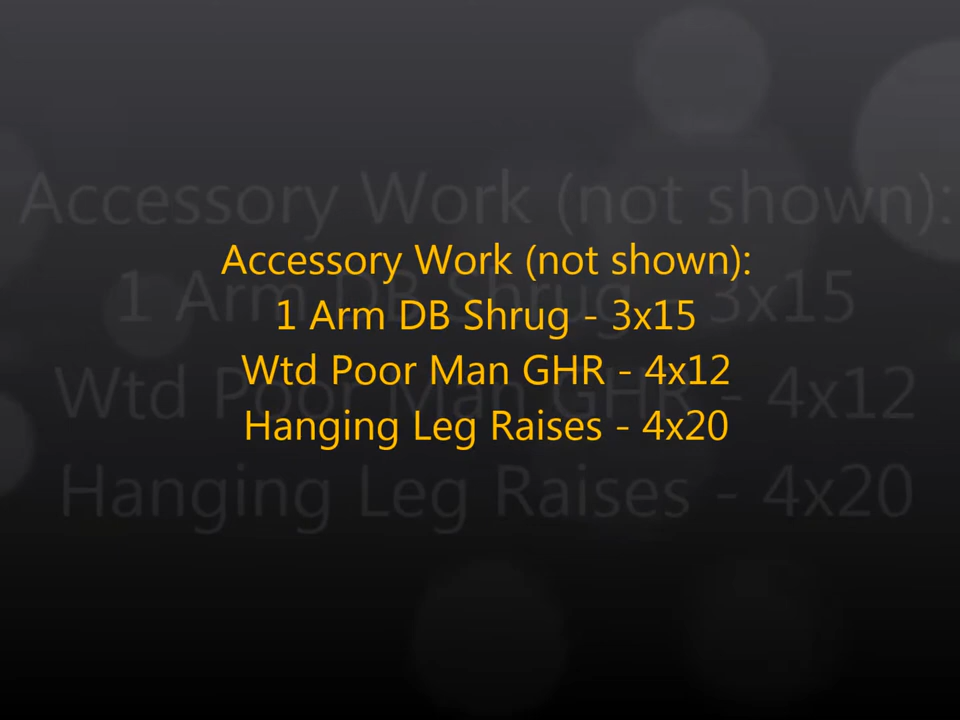 Accessory Work (not shown):
1 Arm DB Shrug - 3x15
Wtd Poor Man GHR - 4x12
Hanging Leg Raises - 4x20